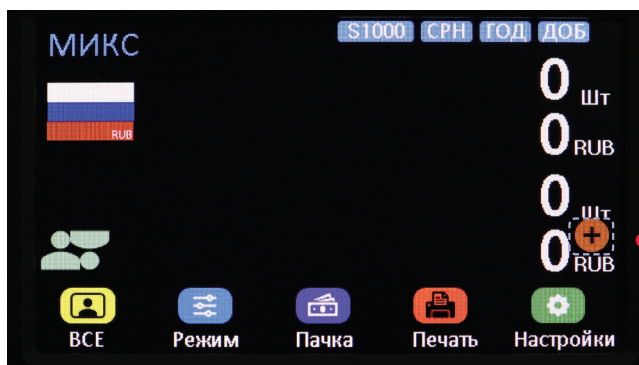 МИКС S1000 СРН ГОД ДОБ
0 Шт
RUB
0 RUB
0 Шт
0 RUB
ВСЕ Режим Пачка Печать Настройки